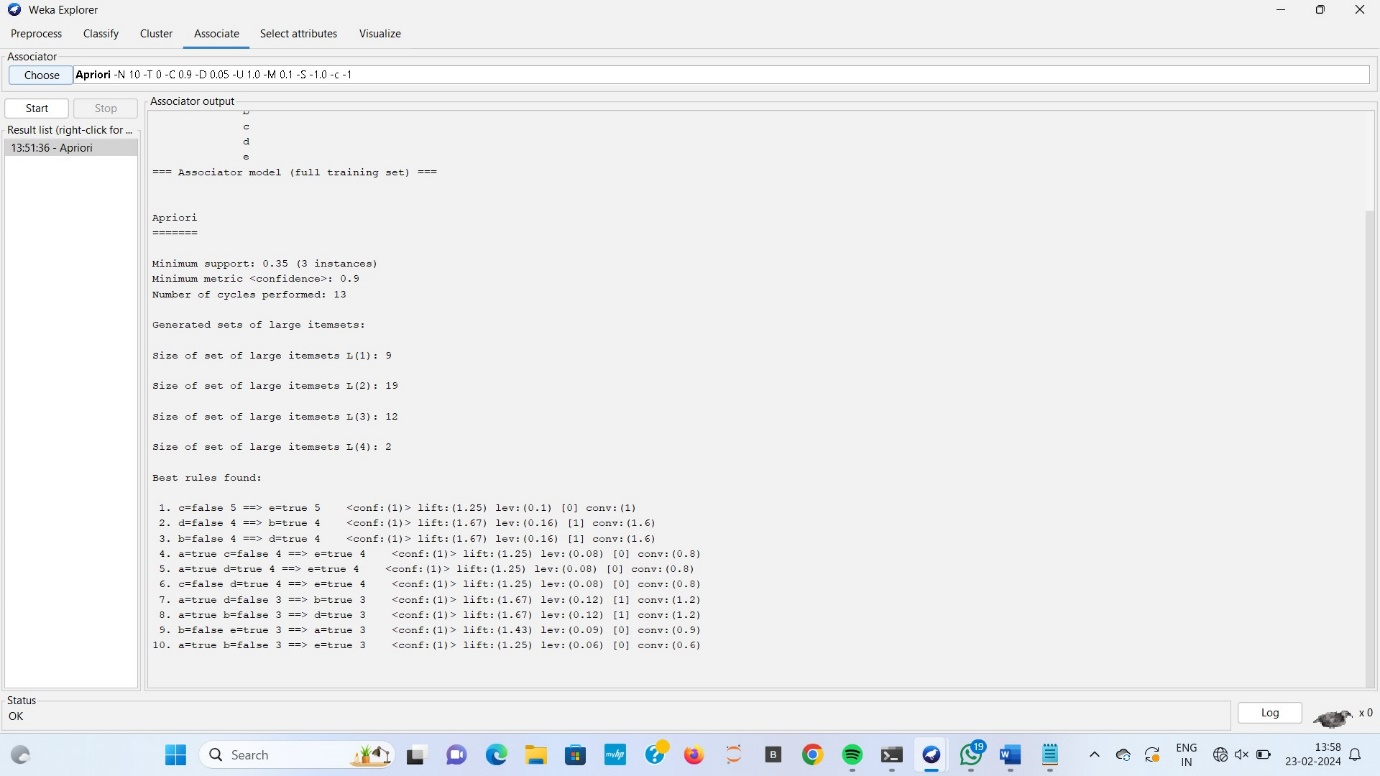 Weka Explorer
Preprocess Classify Cluster Associate Select attributes Visualize
Associator
Choose Apriori -N 10 -T 0 -C 0.9 -D 0.05 -U 1.0 -M 0.1 -S -1.0 -c -1
Start Stop
Result list (right-click for ...
13:51:36 - Apriori
Associator output
c
d
e
=== Associator model (full training set) ===
Apriori
=======
Minimum support: 0.35 (3 instances)
Minimum metric <confidence>: 0.9
Number of cycles performed: 13
Generated sets of large itemsets:
Size of set of large itemsets L(1): 9
Size of set of large itemsets L(2): 19
Size of set of large itemsets L(3): 12
Size of set of large itemsets L(4): 2
Best rules found:
1. c=false 5 ==> e=true 5 <conf:(1)> lift:(1.25) lev:(0.1) [0] conv:(1)
2. d=false 4 ==> b=true 4 <conf:(1)> lift:(1.67) lev:(0.16) [1] conv:(1.6)
3. b=false 4 ==> d=true 4 <conf:(1)> lift:(1.67) lev:(0.16) [1] conv:(1.6)
4. a=true c=false 4 ==> e=true 4 <conf:(1)> lift:(1.25) lev:(0.08) [0] conv:(0.8)
5. a=true d=true 4 ==> e=true 4 <conf:(1)> lift:(1.25) lev:(0.08) [0] conv:(0.8)
6. c=false d=true 4 ==> e=true 4 <conf:(1)> lift:(1.25) lev:(0.08) [0] conv:(0.8)
7. a=true d=false 3 ==> b=true 3 <conf:(1)> lift:(1.67) lev:(0.12) [1] conv:(1.2)
8. a=true b=false 3 ==> d=true 3 <conf:(1)> lift:(1.67) lev:(0.12) [1] conv:(1.2)
9. b=false e=true 3 ==> a=true 3 <conf:(1)> lift:(1.43) lev:(0.09) [0] conv:(0.9)
10. a=true b=false 3 ==> e=true 3 <conf:(1)> lift:(1.25) lev:(0.06) [0] conv:(0.6)
Status
OK
Log x 0
Search
19
ENG
IN
13:58
23-02-2024